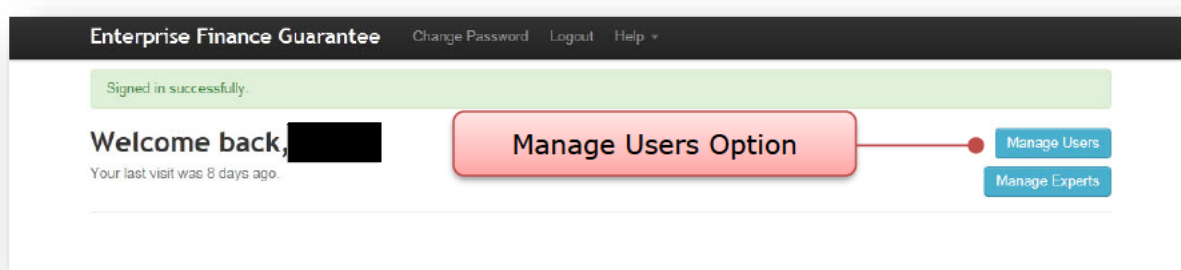 Enterprise Finance Guarantee Change Password Logout Help
Signed in successfully.
Welcome back,
Manage Users Option
Manage Users
Your last visit was 8 days ago.
Manage Experts